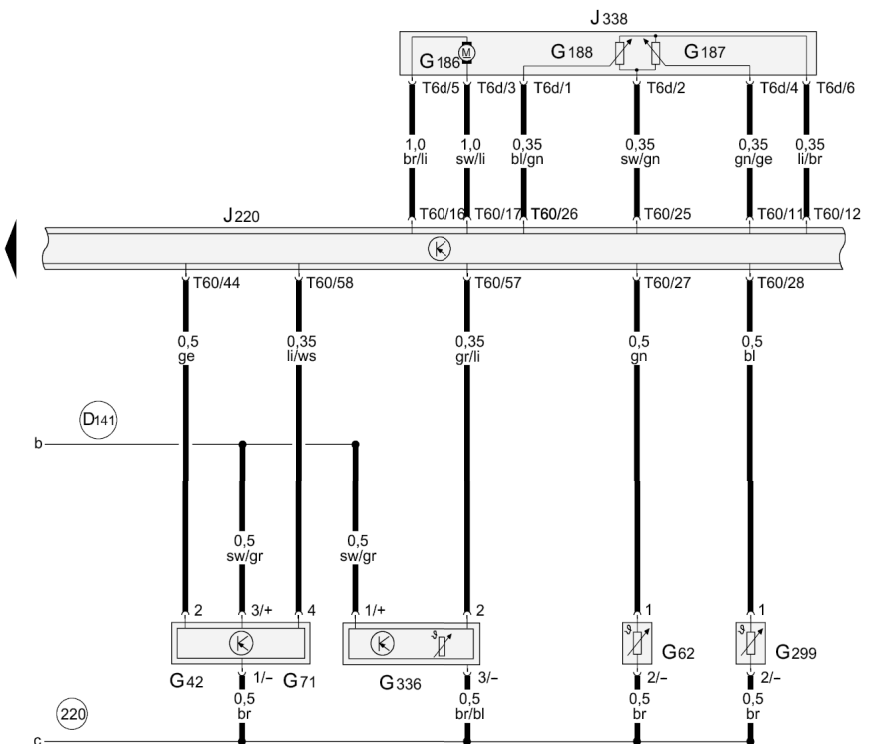 J338
G186 M G188 G187
T6d/5 T6d/3 T6d/1 T6d/2 T6d/4 T6d/6
1,0 1,0 0,35 0,35 0,35 0,35
br/li sw/li bl/gn sw/gn gn/ge li/br
J220 T60/16 T60/17 T60/26 T60/25 T60/11 T60/12
T60/44 T60/58 T60/57 T60/27 T60/28
0,5 0,35 0,35 0,5 0,5
ge li/ws gr/li gn bl
D141
b
0,5 0,5
sw/gr sw/gr
2 3/+ 4 1/+ 2 1 1
ϑ ϑ ϑ
G62 G299
G42 1/– G71 G336 3/– 2/– 2/–
0,5 0,5 0,5 0,5
220 br br/bl br br
c